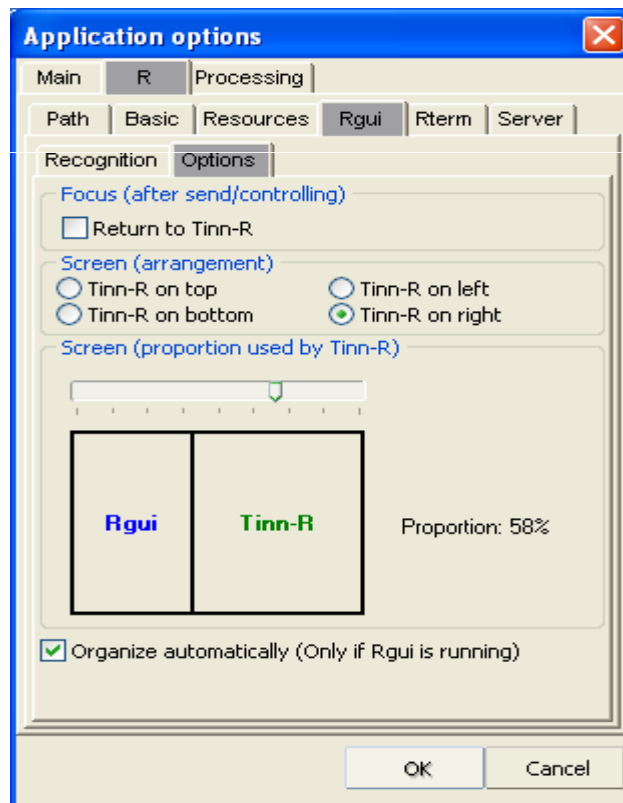 Application options
Main R Processing
Path Basic Resources Rgui Rterm Server
Recognition Options
Focus (after send/controlling)
Return to Tinn-R
Screen (arrangement)
Tinn-R on top Tinn-R on left
Tinn-R on bottom Tinn-R on right
Screen (proportion used by Tinn-R)
Rgui Tinn-R Proportion: 58%
Organize automatically (Only if Rgui is running)
OK Cancel